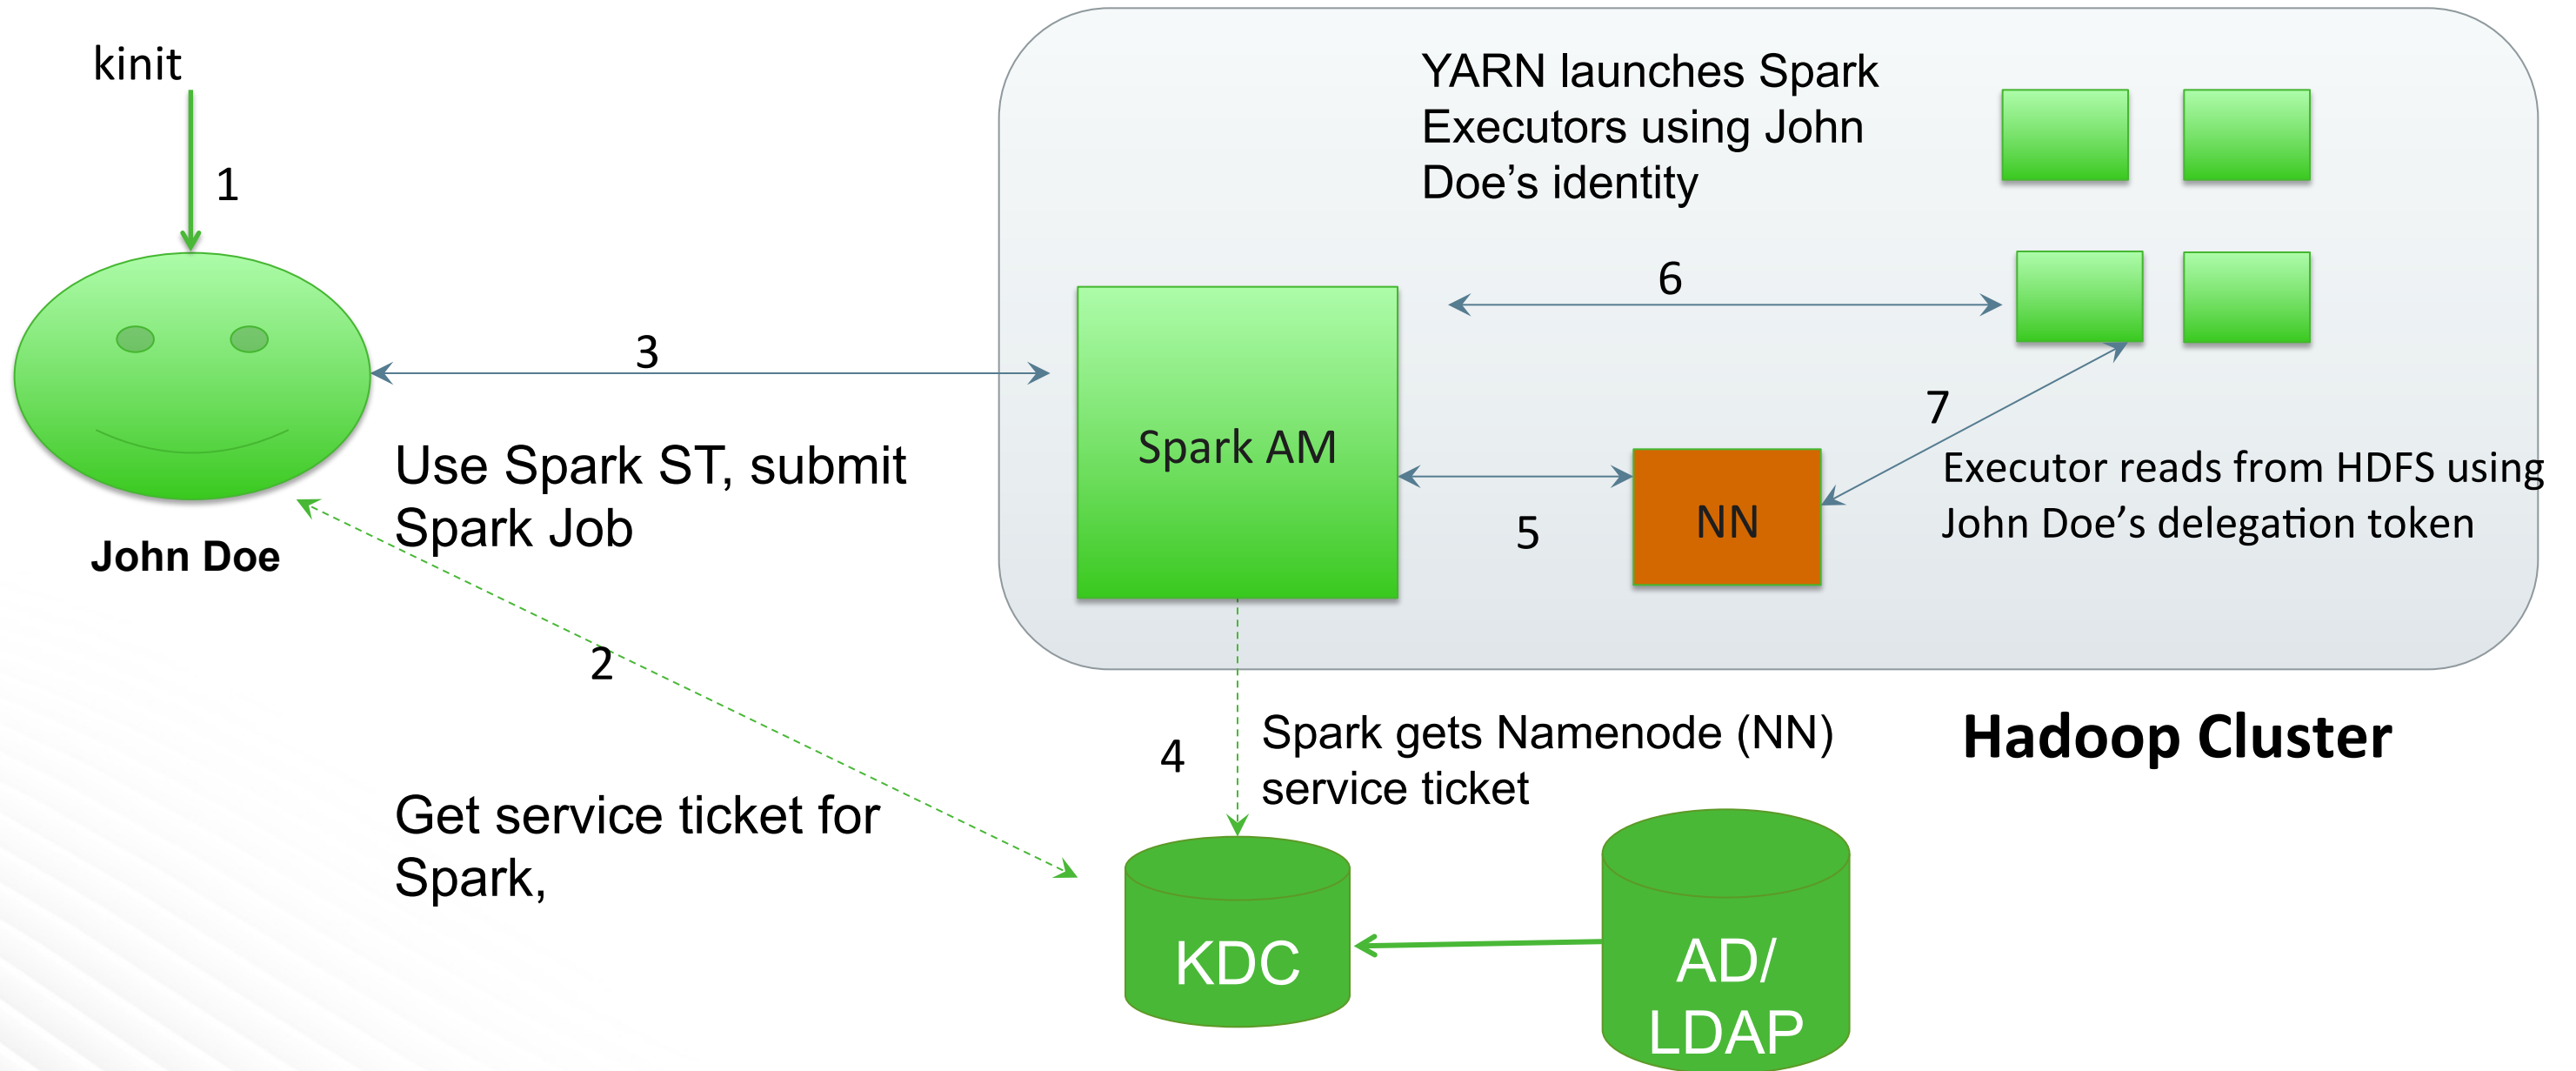 kinit
1
YARN launches Spark
Executors using John
Doe’s identity
6
3
7
Spark AM
NN
5
Executor reads from HDFS using
John Doe’s delegation token
Use Spark ST, submit
Spark Job
John Doe
2
Get service ticket for
Spark,
4
Spark gets Namenode (NN)
service ticket
Hadoop Cluster
KDC
AD/
LDAP